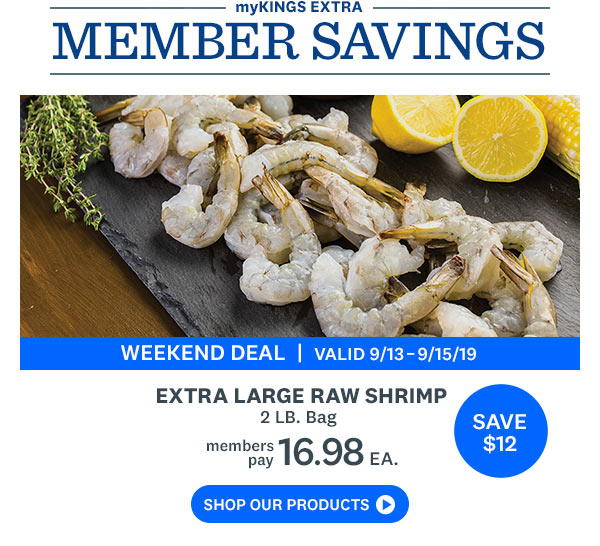 myKINGS EXTRA
MEMBER SAVINGS
WEEKEND DEAL | VALID 9/13-9/15/19
EXTRA LARGE RAW SHRIMP
2 LB. Bag
members pay 16.98 EA.
SAVE
$12
SHOP OUR PRODUCTS